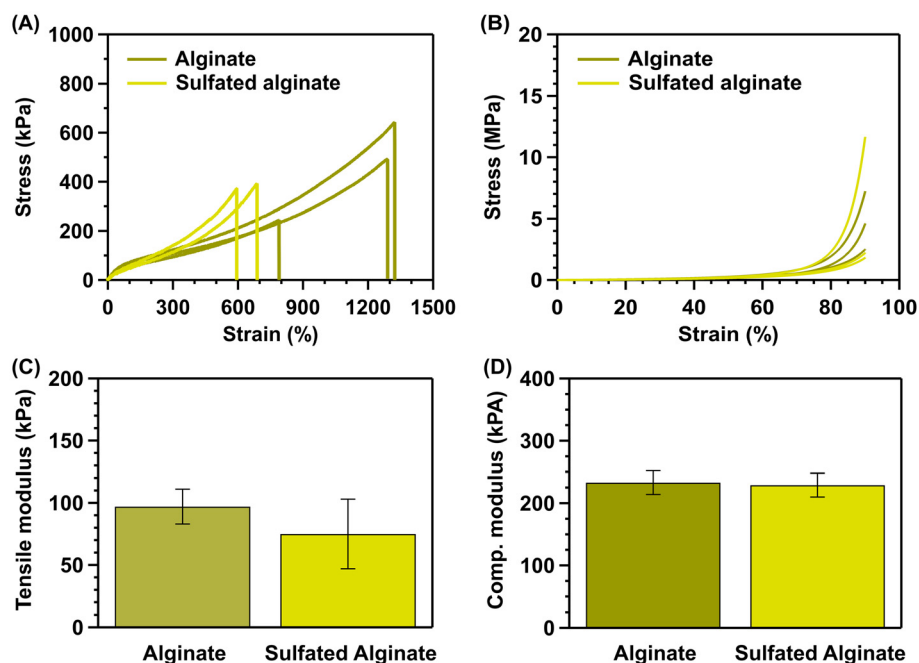 (A)
1000
800
600
400
200
0
Stress (kPa)
Alginate
Sulfated alginate
0 300 600 900 1200 1500
Strain (%)
(B)
20
15
10
5
0
Stress (MPa)
Alginate
Sulfated alginate
0 20 40 60 80 100
Strain (%)
(C)
200
150
100
50
0
Tensile modulus (kPa)
Alginate Sulfated Alginate
(D)
400
300
200
100
0
Comp. modulus (kPA)
Alginate Sulfated Alginate